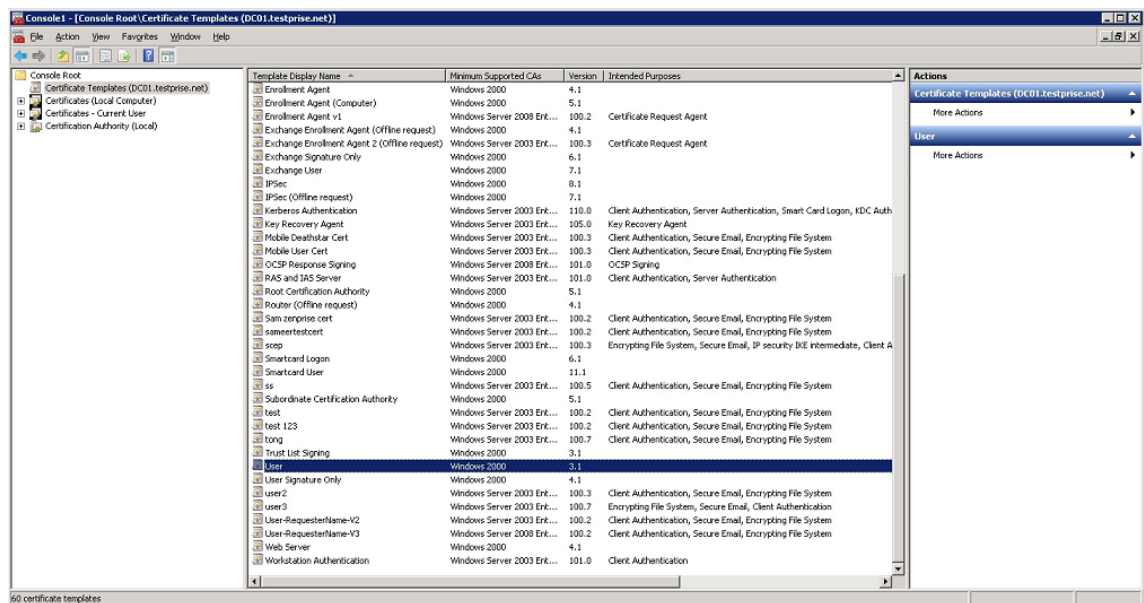 Console1 - [Console Root\Certificate Templates (DC01.testprise.net)]
File Action View Favorites Window Help
Console Root
Certificate Templates (DC01.testprise.net)
Certificates (Local Computer)
Certificates - Current User
Certification Authority (Local)
Template Display Name Minimum Supported CAs Version Intended Purposes
Enrollment Agent Windows 2000 4.1
Enrollment Agent (Computer) Windows 2000 5.1
Enrollment Agent v1 Windows Server 2008 Ent... 100.2 Certificate Request Agent
Exchange Enrollment Agent (Offline request) Windows 2000 4.1
Exchange Enrollment Agent 2 (Offline request) Windows Server 2003 Ent... 100.3 Certificate Request Agent
Exchange Signature Only Windows 2000 6.1
Exchange User Windows 2000 7.1
IPSec Windows 2000 8.1
IPSec (Offline request) Windows 2000 7.1
Kerberos Authentication Windows Server 2003 Ent... 110.0 Client Authentication, Server Authentication, Smart Card Logon, KDC Auth
Key Recovery Agent Windows Server 2003 Ent... 105.0 Key Recovery Agent
Mobile Deathstar Cert Windows Server 2003 Ent... 100.3 Client Authentication, Secure Email, Encrypting File System
Mobile User Cert Windows Server 2003 Ent... 100.3 Client Authentication, Secure Email, Encrypting File System
OCSP Response Signing Windows Server 2008 Ent... 101.0 OCSP Signing
RAS and IAS Server Windows Server 2003 Ent... 101.0 Client Authentication, Server Authentication
Root Certification Authority Windows 2000 5.1
Router (Offline request) Windows 2000 4.1
Sam zenprise cert Windows Server 2003 Ent... 100.2 Client Authentication, Secure Email, Encrypting File System
sameertestcert Windows Server 2003 Ent... 100.2 Client Authentication, Secure Email, Encrypting File System
scep Windows Server 2003 Ent... 100.3 Encrypting File System, Secure Email, IP security IKE intermediate, Client A
Smartcard Logon Windows 2000 6.1
Smartcard User Windows 2000 11.1
ss Windows Server 2003 Ent... 100.5 Client Authentication, Secure Email, Encrypting File System
Subordinate Certification Authority Windows 2000 5.1
test Windows Server 2003 Ent... 100.2 Client Authentication, Secure Email, Encrypting File System
test 123 Windows Server 2003 Ent... 100.2 Client Authentication, Secure Email, Encrypting File System
tong Windows Server 2003 Ent... 100.7 Client Authentication, Secure Email, Encrypting File System
Trust List Signing Windows 2000 3.1
User Windows 2000 3.1
User Signature Only Windows 2000 4.1
user2 Windows Server 2003 Ent... 100.3 Client Authentication, Secure Email, Encrypting File System
user3 Windows Server 2003 Ent... 100.7 Encrypting File System, Secure Email, Client Authentication
User-RequesterName-V2 Windows Server 2003 Ent... 100.2 Client Authentication, Secure Email, Encrypting File System
User-RequesterName-V3 Windows Server 2008 Ent... 100.2 Client Authentication, Secure Email, Encrypting File System
Web Server Windows 2000 4.1
Workstation Authentication Windows Server 2003 Ent... 101.0 Client Authentication
Actions
Certificate Templates (DC01.testprise.net)
More Actions
User
More Actions
60 certificate templates